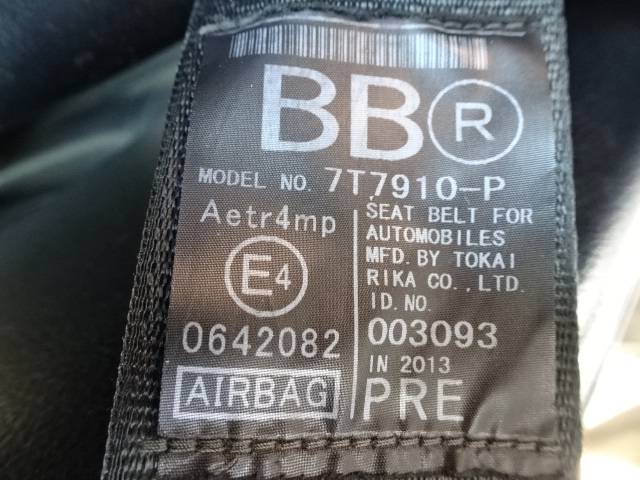 BB R
MODEL NO. 7T7910-P
Aetr4mp
E4
0642082
AIRBAG
SEAT BELT FOR
AUTOMOBILES
MFD. BY TOKAI
RIKA CO., LTD.
ID. NO.
003093
IN 2013
PRE